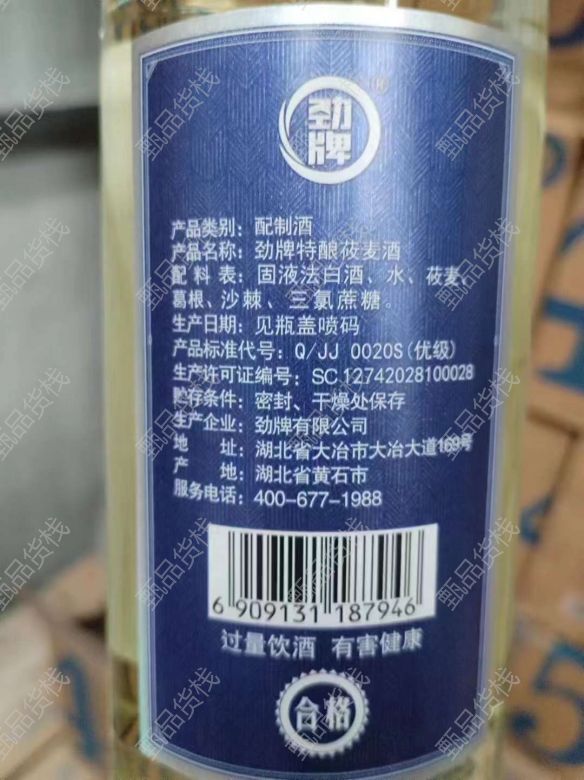 劲牌
®
产品类别：配制酒
产品名称：劲牌特酿莜麦酒
配料表：固液法白酒、水、莜麦、
葛根、沙棘、三氯蔗糖。
生产日期：见瓶盖喷码
产品标准代号：Q/JJ 0020S(优级)
生产许可证编号：SC 12742028100028
贮存条件：密封、干燥处保存
生产企业：劲牌有限公司
地 址：湖北省大冶市大冶大道169号
产 地：湖北省黄石市
服务电话：400-677-1988
6 909131 187946
过量饮酒 有害健康
合格
甄品货栈